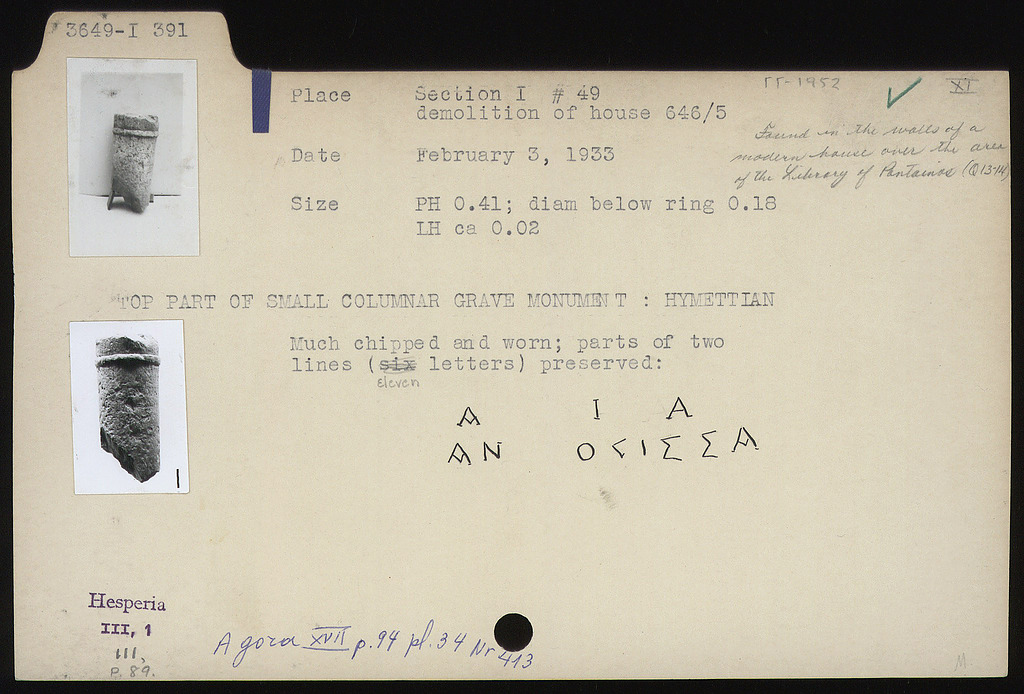 3649-I 391
ΓΓ-1952
XI
Place Section I # 49
demolition of house 646/5
Found in the walls of a
modern house over the area
of the Library of Pantainos (Q13-14)
Date February 3, 1933
Size PH 0.41; diam below ring 0.18
LH ca 0.02
TOP PART OF SMALL COLUMNAR GRAVE MONUMENT : HYMETTIAN
Much chipped and worn; parts of two
lines (six letters) preserved:
eleven
Α Ι Α
ΑΝ Ο<ΙΣΣΑ
Hesperia
III, 1
111,
p. 89.
Agora XVII p.94 pl.34 Nr 413
M